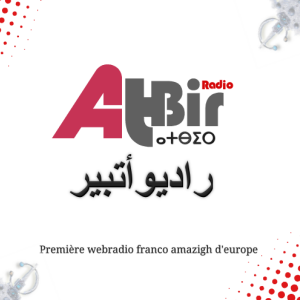 Radio
AtBir
ⴰⵜⴱⵉⵔ
راديو أتبير
Première webradio franco amazigh d'europe